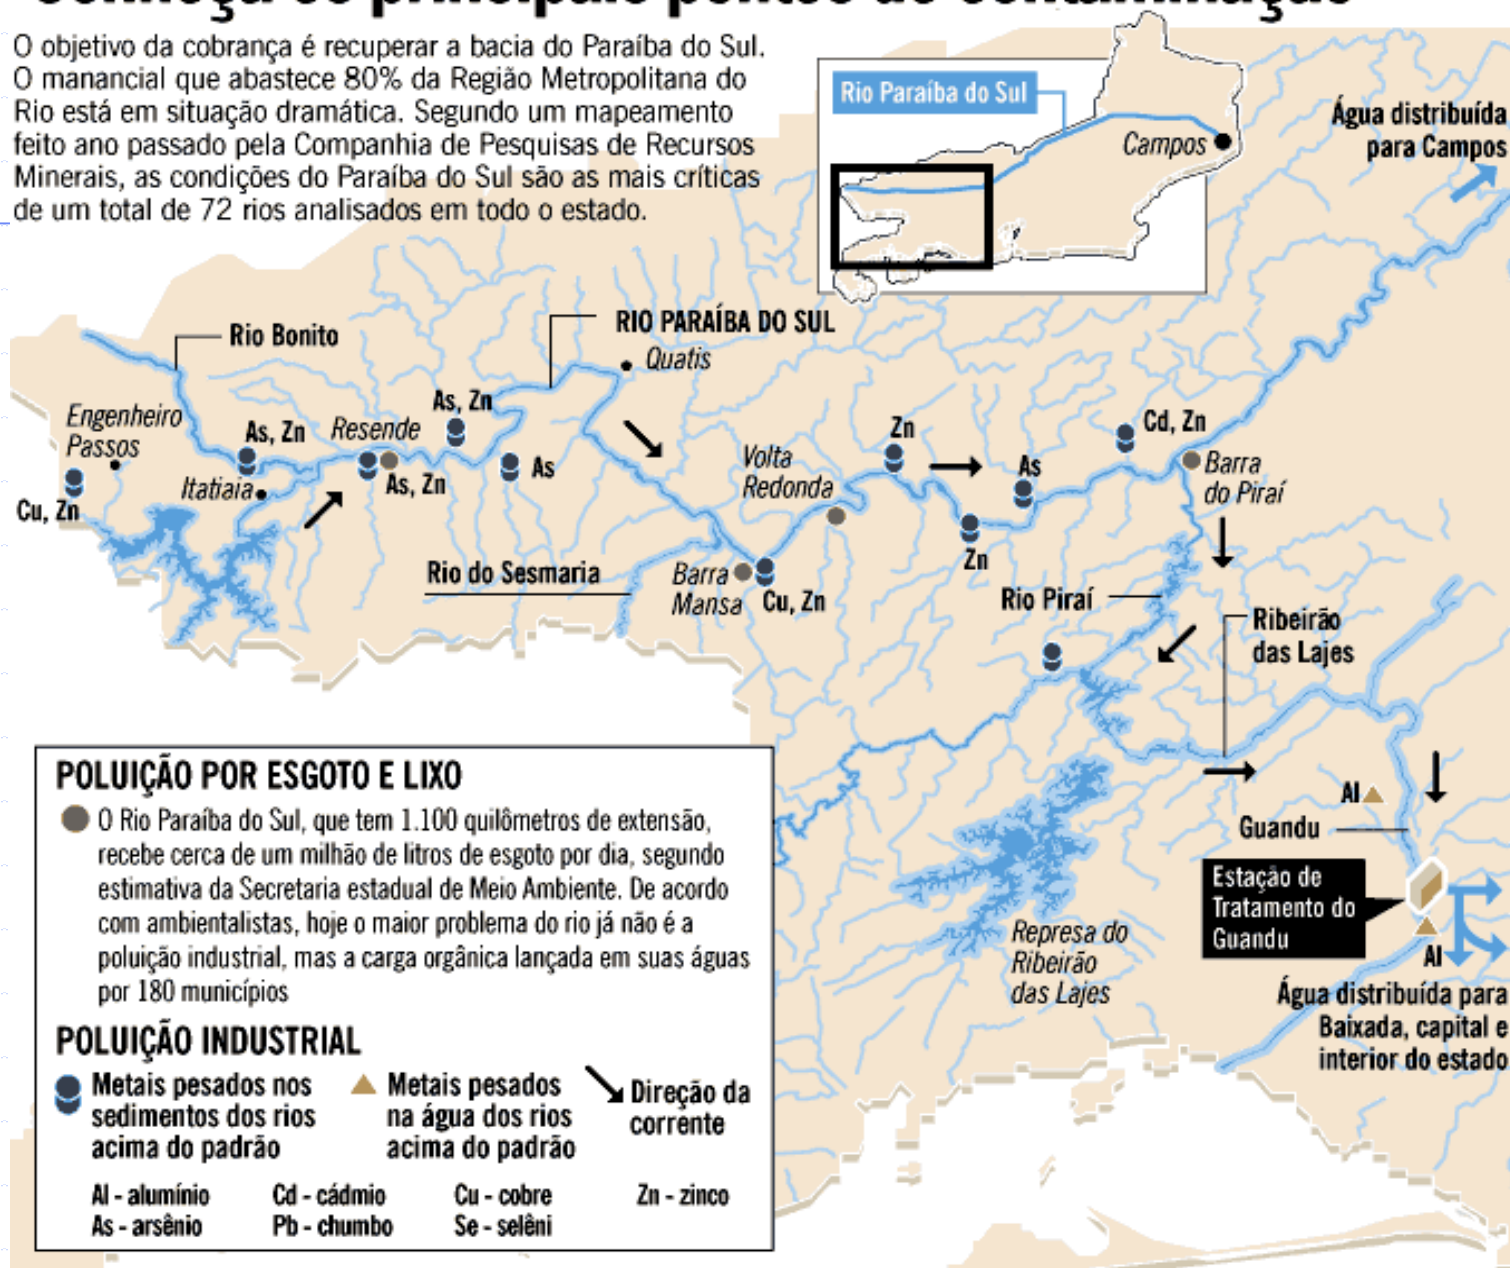 Conheça os principais pontos de contaminação
O objetivo da cobrança é recuperar a bacia do Paraíba do Sul.
O manancial que abastece 80% da Região Metropolitana do
Rio está em situação dramática. Segundo um mapeamento
feito ano passado pela Companhia de Pesquisas de Recursos
Minerais, as condições do Paraíba do Sul são as mais críticas
de um total de 72 rios analisados em todo o estado.
Rio Paraíba do Sul
Campos
Água distribuída
para Campos
Rio Bonito
RIO PARAÍBA DO SUL
Quatis
Engenheiro
Passos
Cu, Zn
As, Zn
Itatiaia
Resende
As, Zn
As, Zn
As
Volta
Redonda
Zn
As
Zn
Cd, Zn
Barra
do Piraí
Rio do Sesmaria
Barra
Mansa
Cu, Zn
Rio Piraí
Ribeirão
das Lajes
Al
Guandu
Estação de
Tratamento do
Guandu
Al
Represa do
Ribeirão
das Lajes
Água distribuída para
Baixada, capital e
interior do estado
POLUIÇÃO POR ESGOTO E LIXO
O Rio Paraíba do Sul, que tem 1.100 quilômetros de extensão,
recebe cerca de um milhão de litros de esgoto por dia, segundo
estimativa da Secretaria estadual de Meio Ambiente. De acordo
com ambientalistas, hoje o maior problema do rio já não é a
poluição industrial, mas a carga orgânica lançada em suas águas
por 180 municípios
POLUIÇÃO INDUSTRIAL
Metais pesados nos
sedimentos dos rios
acima do padrão
Metais pesados
na água dos rios
acima do padrão
Direção da
corrente
Al - alumínio
Cd - cádmio
Cu - cobre
Zn - zinco
As - arsênio
Pb - chumbo
Se - selêni